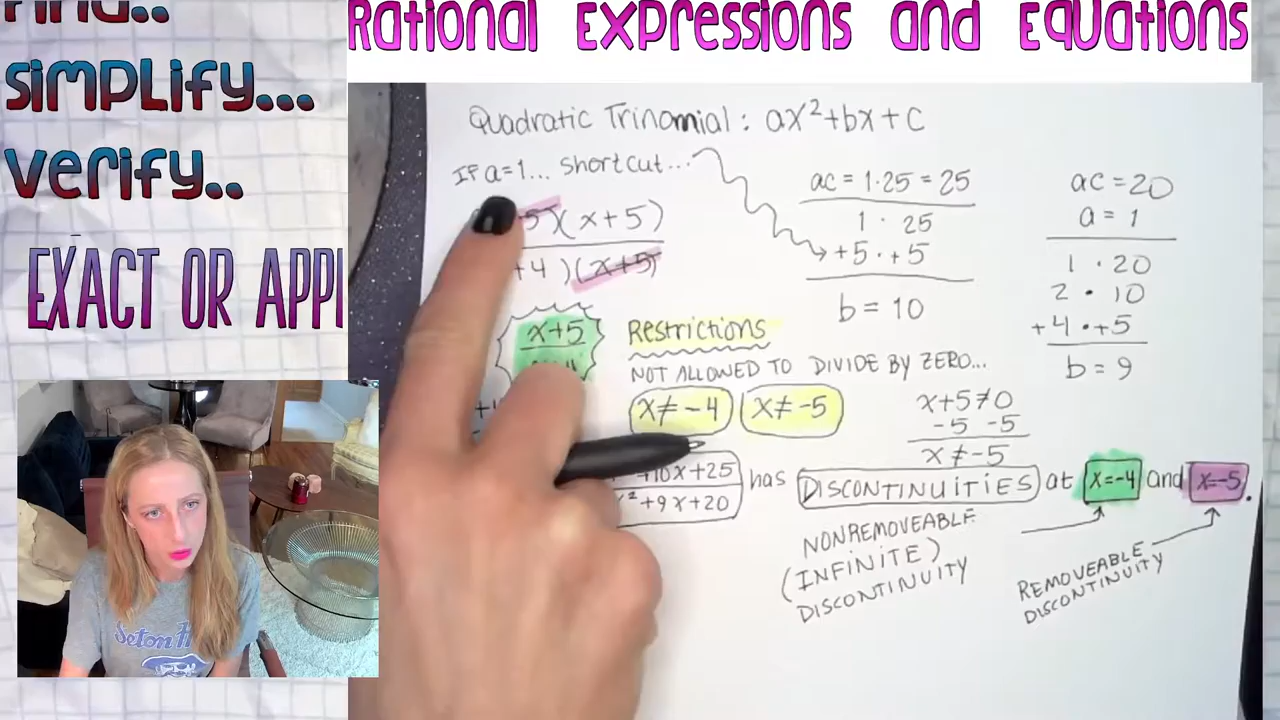 simplify...
verify..
EXACT OR
Rational Expressions and Equations
Quadratic Trinomial : ax²+bx+c
IF a=1... shortcut...
5)(x+5)
+4)(x+5)
x+5
ac = 1·25 = 25
1 · 25
+5 · +5
b = 10
ac = 20
a = 1
1 · 20
2 · 10
+4 · +5
b = 9
Restrictions
NOT ALLOWED TO DIVIDE BY ZERO...
x≠-4 x≠-5
x+5≠0
-5 -5
x≠-5
+10x+25
x²+9x+20
has DISCONTINUITIES at x=-4 and x=-5.
NONREMOVEABLE
(INFINITE)
DISCONTINUITY
REMOVEABLE
DISCONTINUITY
Seton